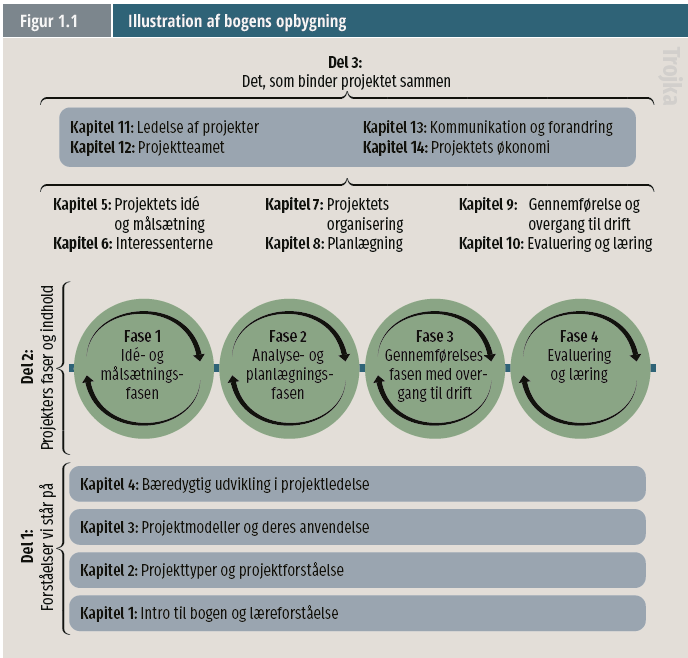 Figur 1.1
Illustration af bogens opbygning
Trojka
Del 3:
Det, som binder projektet sammen
Kapitel 11: Ledelse af projekter
Kapitel 12: Projektteamet
Kapitel 13: Kommunikation og forandring
Kapitel 14: Projektets økonomi
Kapitel 5: Projektets idé
og målsætning
Kapitel 6: Interessenterne
Kapitel 7: Projektets
organisering
Kapitel 8: Planlægning
Kapitel 9: Gennemførelse og
overgang til drift
Kapitel 10: Evaluering og læring
Del 2:
Projekters faser og indhold
Fase 1
Idé- og
målsætnings-
fasen
Fase 2
Analyse- og
planlægnings-
fasen
Fase 3
Gennemførelses
fasen med over-
gang til drift
Fase 4
Evaluering
og læring
Del 1:
Forståelser vi står på
Kapitel 4: Bæredygtig udvikling i projektledelse
Kapitel 3: Projektmodeller og deres anvendelse
Kapitel 2: Projekttyper og projektforståelse
Kapitel 1: Intro til bogen og læreforståelse